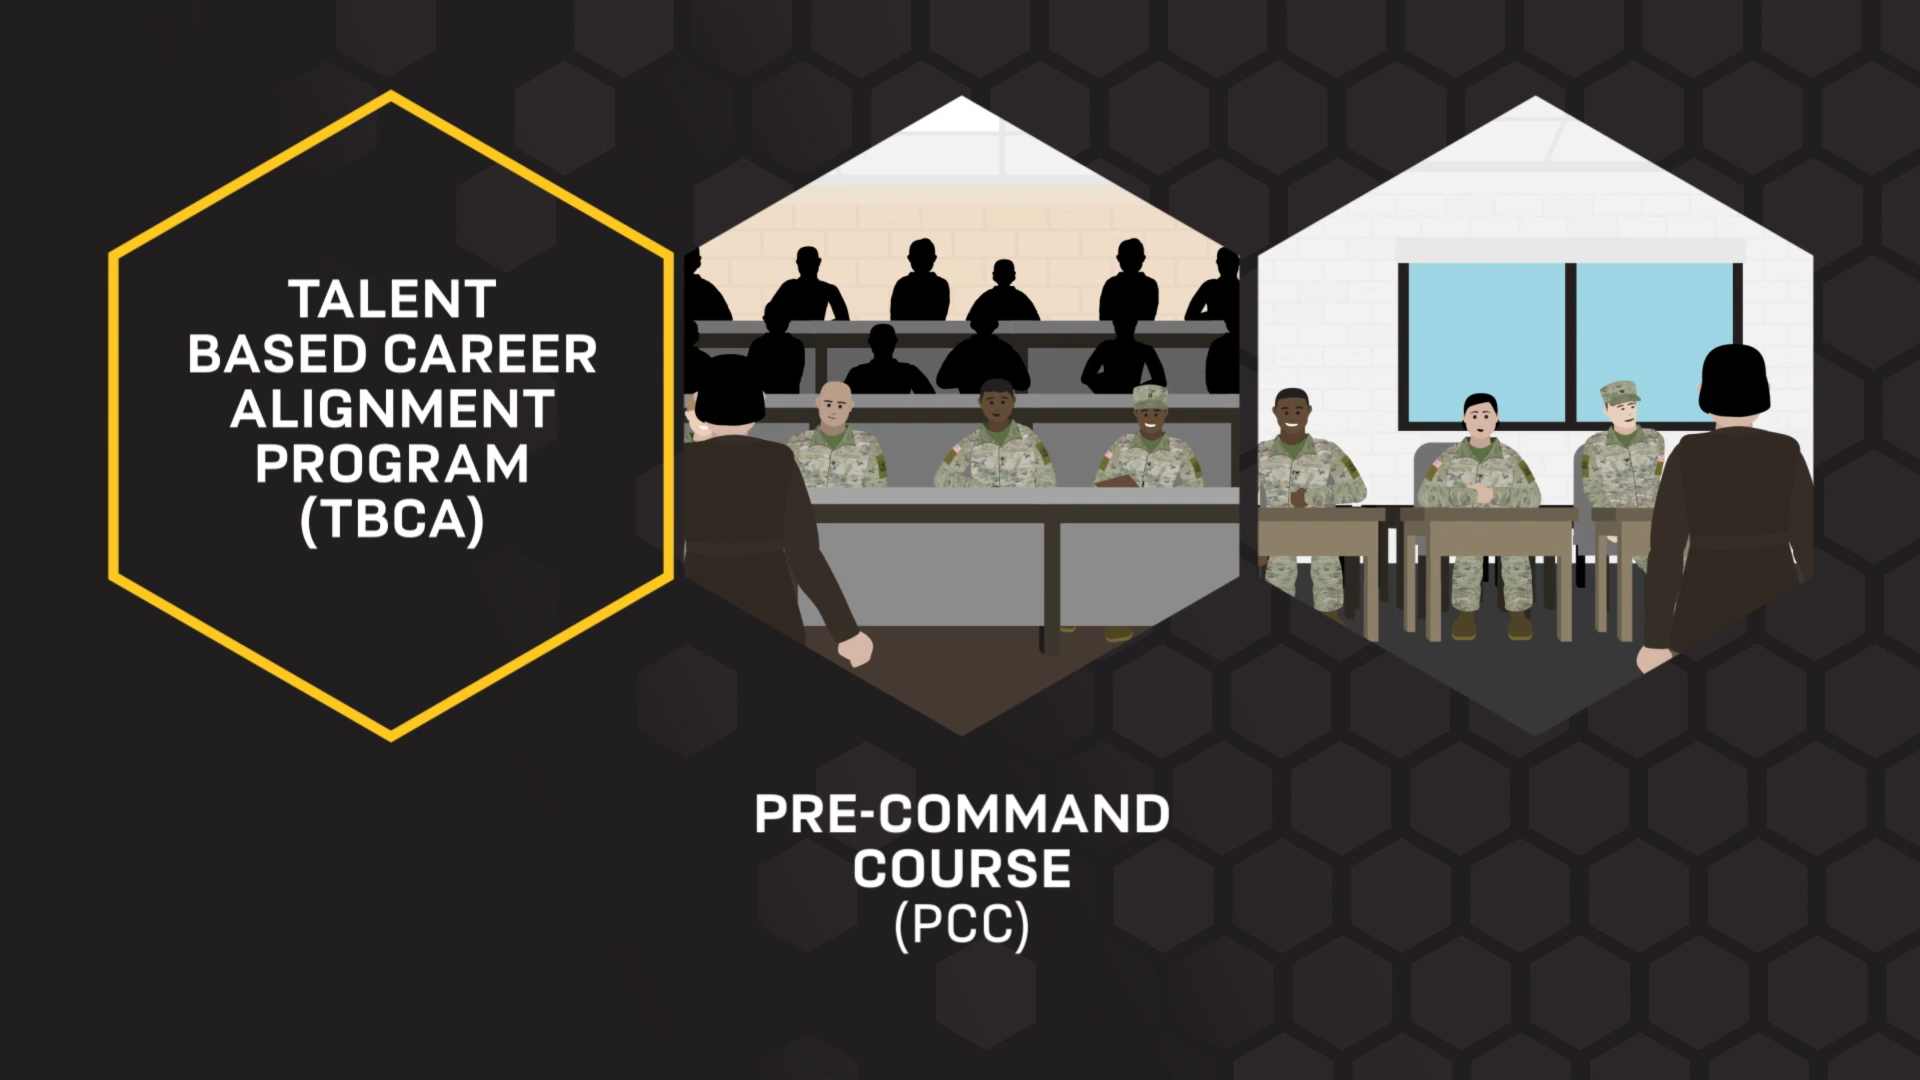 TALENT
BASED CAREER
ALIGNMENT
PROGRAM
(TBCA)
PRE-COMMAND
COURSE
(PCC)